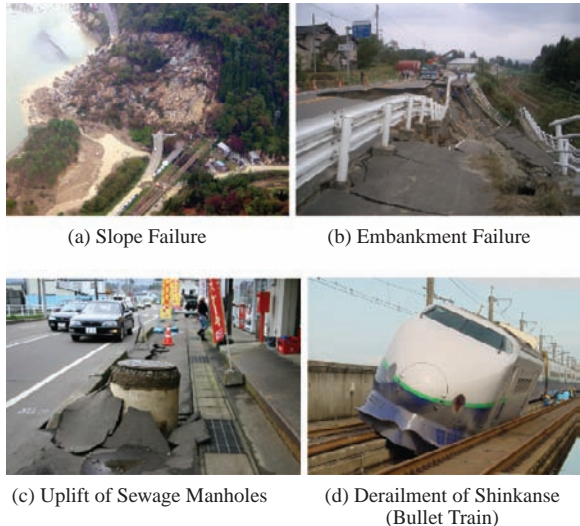 (a) Slope Failure
(b) Embankment Failure
(c) Uplift of Sewage Manholes
(d) Derailment of Shinkanse
(Bullet Train)